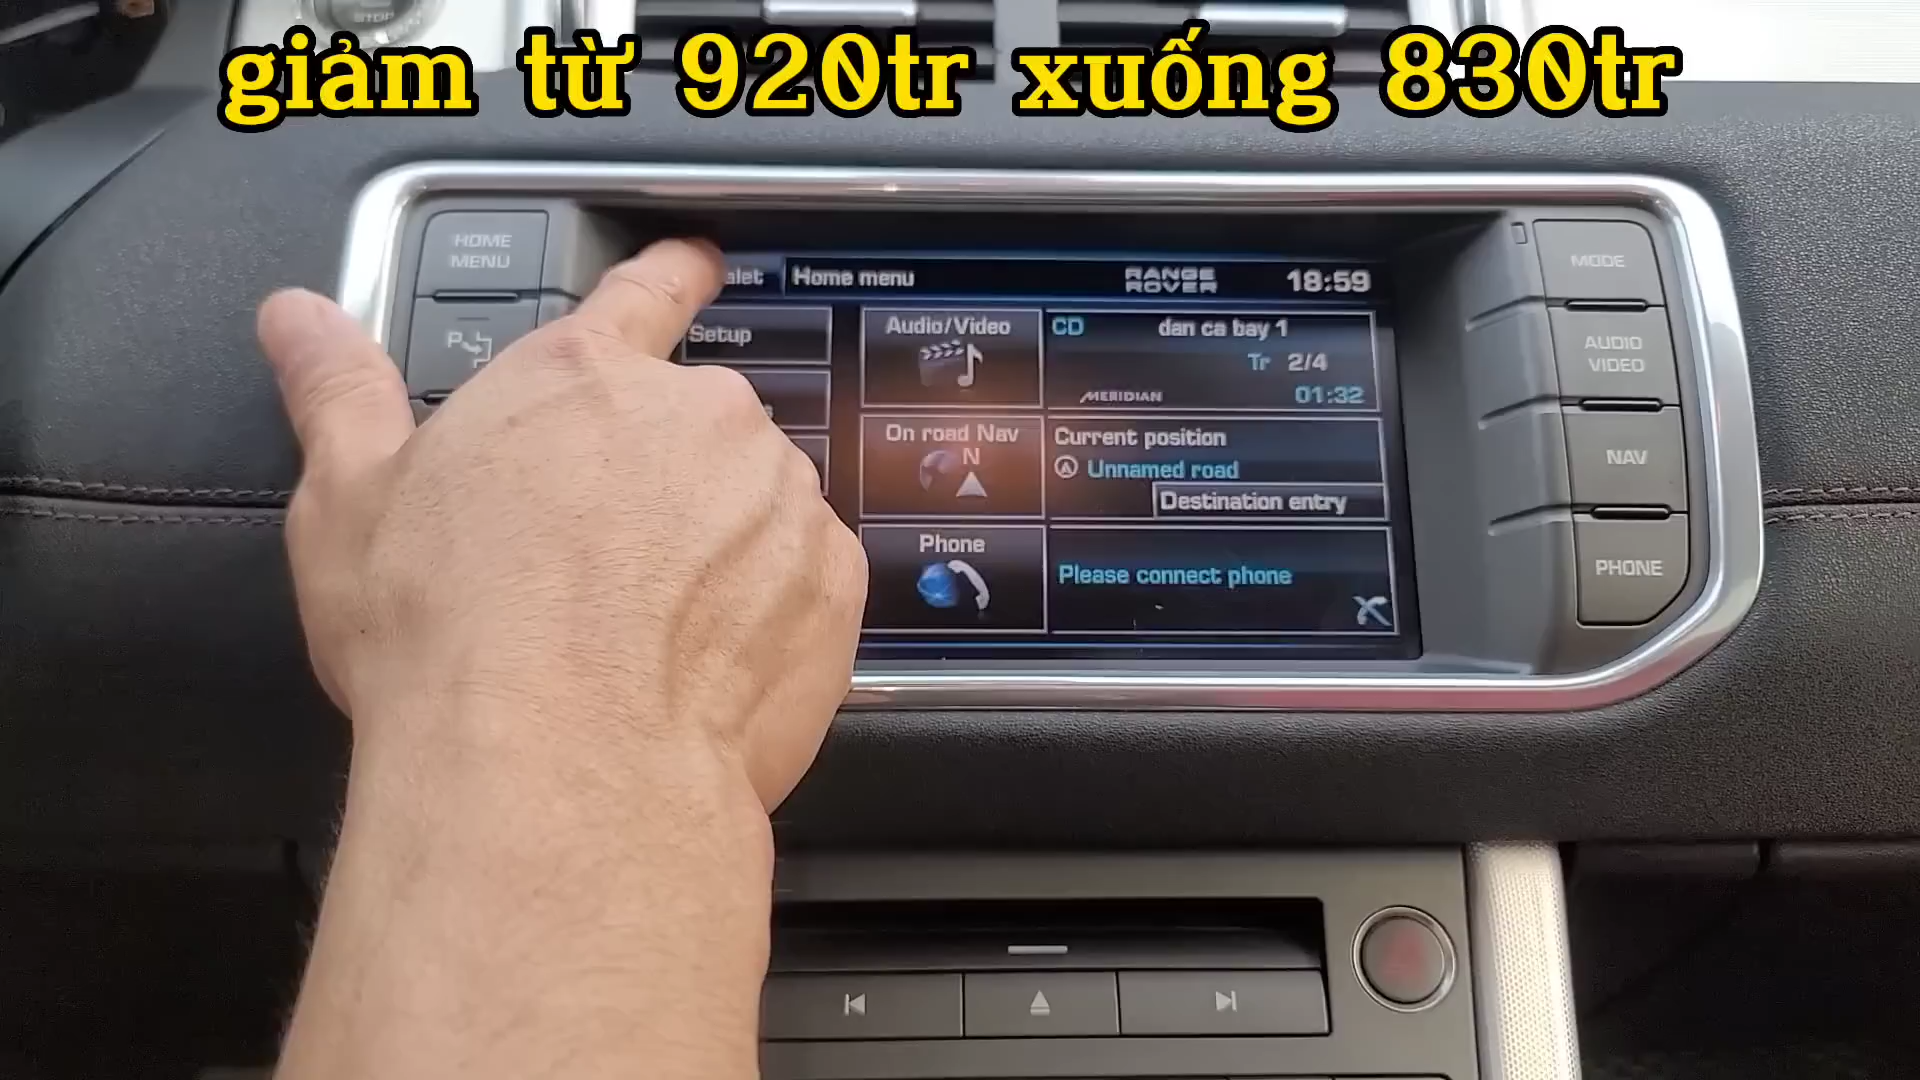 giảm từ 920tr xuống 830tr
STOP
HOME
MENU
P
Home menu
RANGE
ROVER
18:59
MODE
Setup
Audio/Video
CD
dan ca bay 1
Tr 2/4
MERIDIAN
01:32
AUDIO
VIDEO
On road Nav
N
Current position
A Unnamed road
Destination entry
NAV
Phone
Please connect phone
PHONE